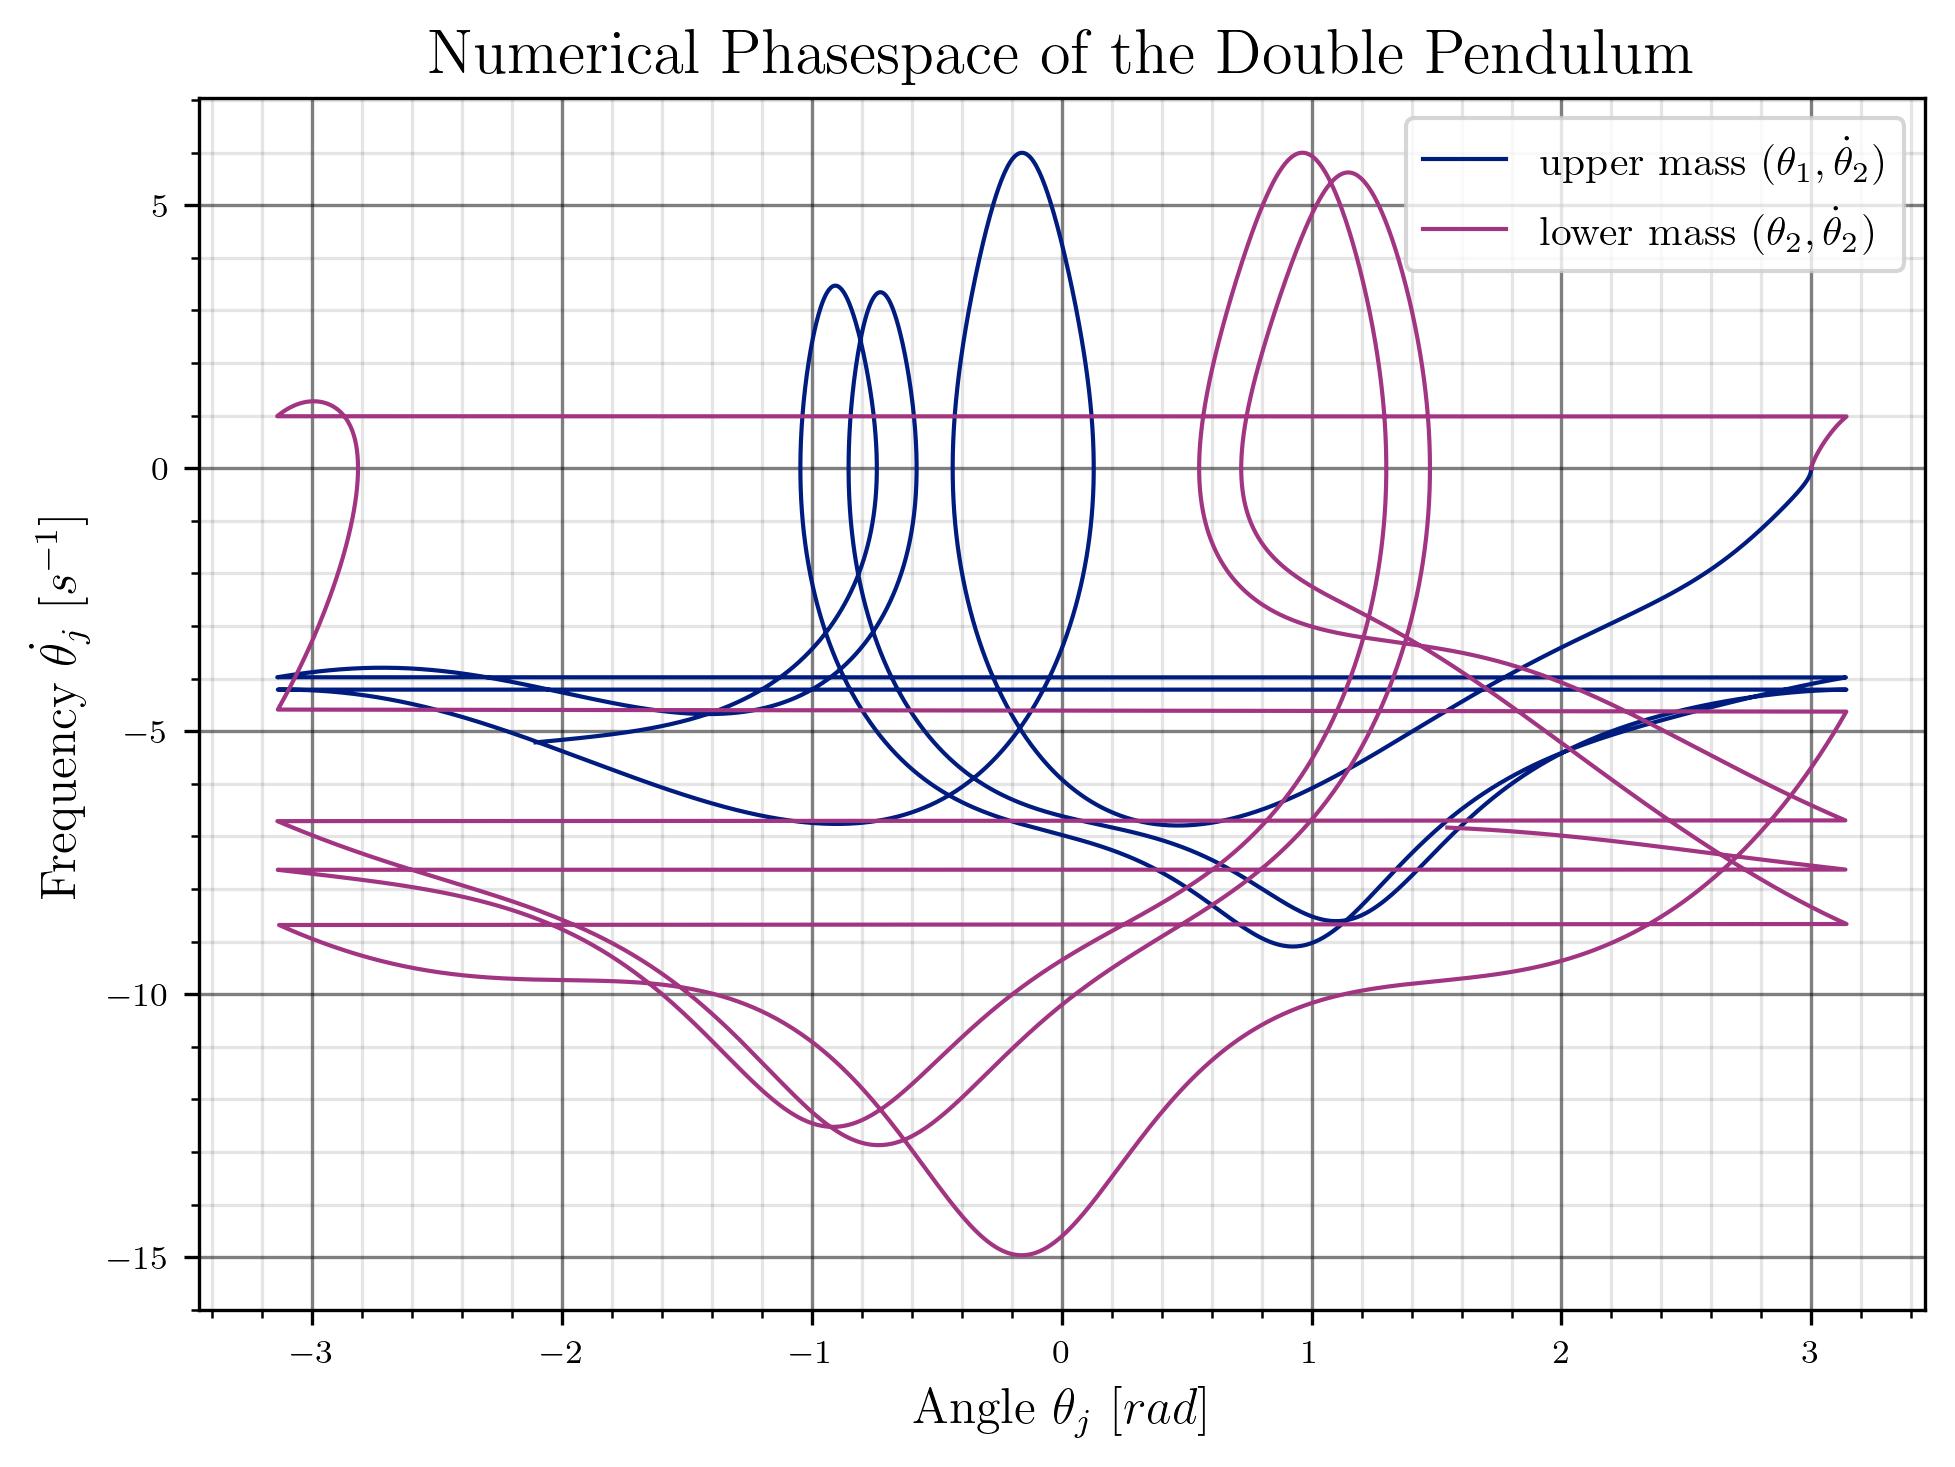 Numerical Phasespace of the Double Pendulum
upper mass (θ₁, θ̇₂)
lower mass (θ₂, θ̇₂)
5
0
−5
−10
−15
Frequency θ̇ⱼ [s⁻¹]
−3 −2 −1 0 1 2 3
Angle θⱼ [rad]